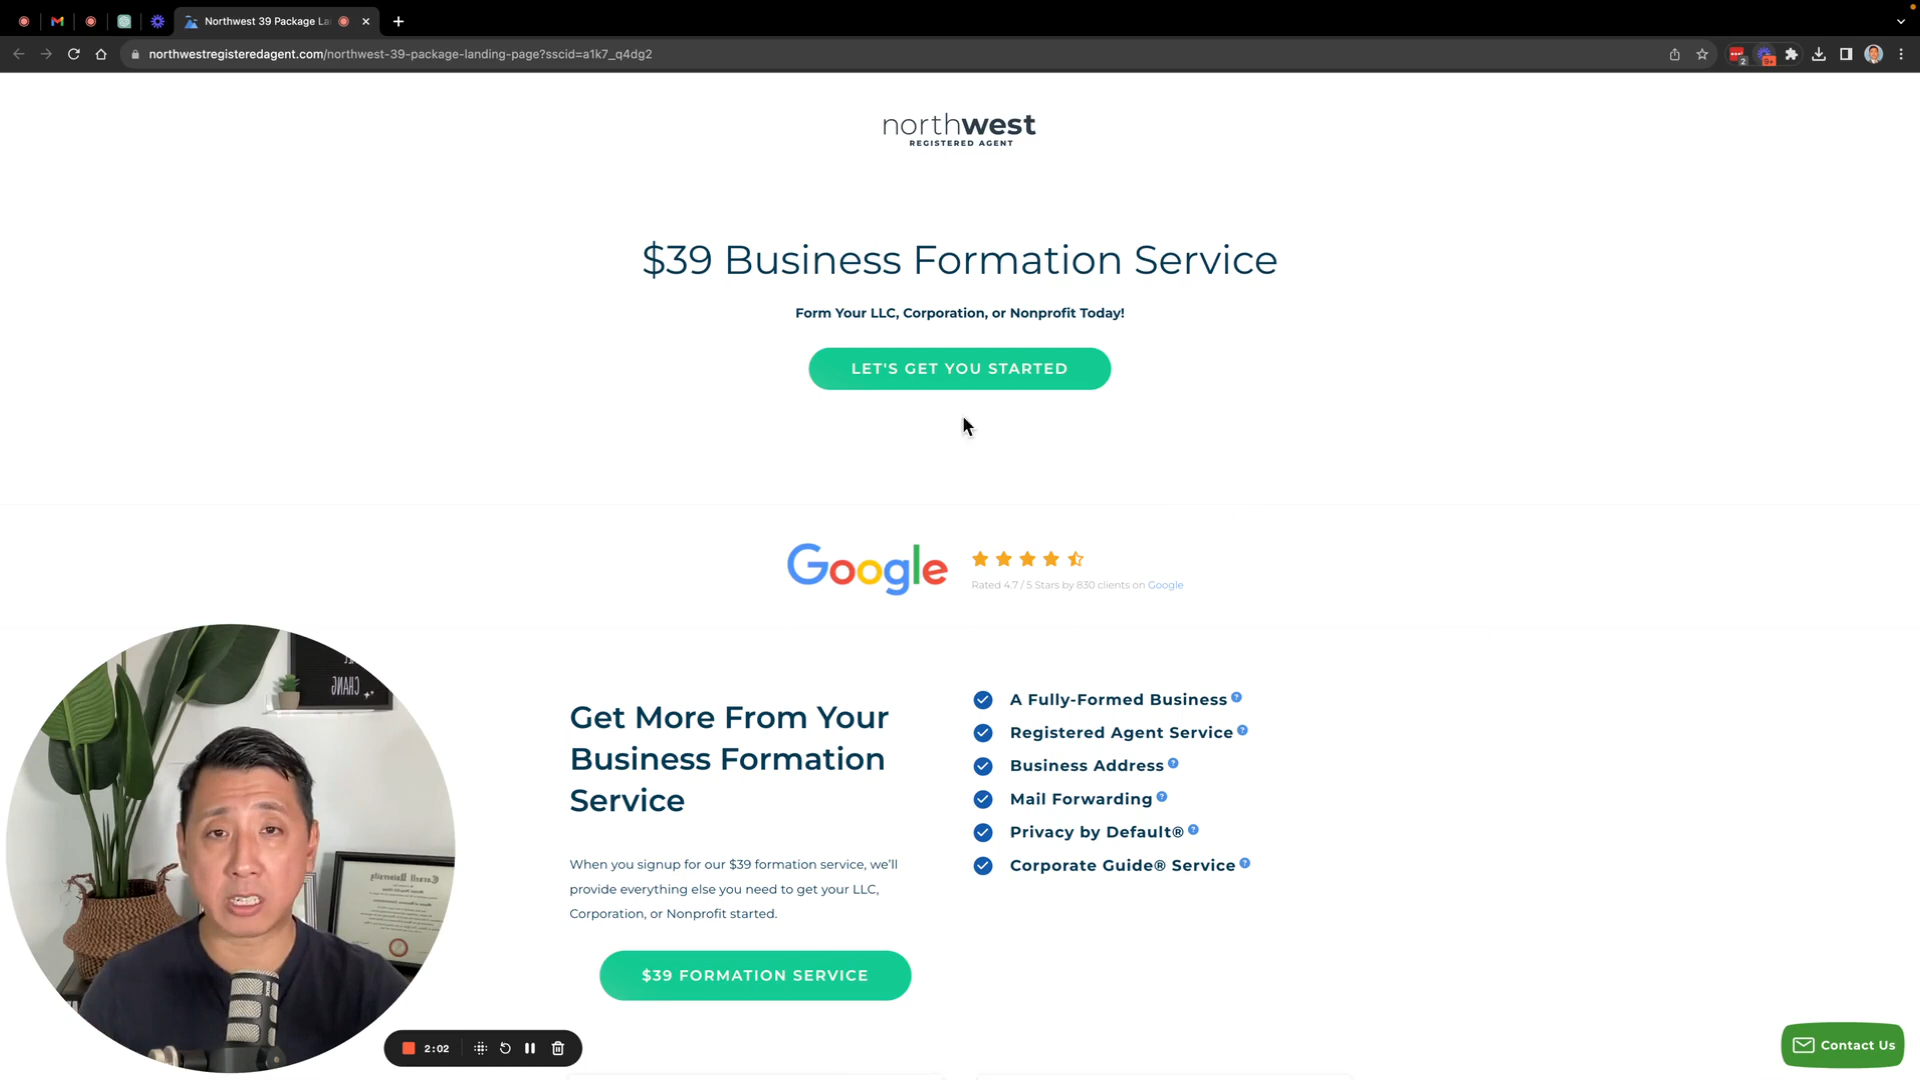 Northwest 39 Package La
northwestregisteredagent.com/northwest-39-package-landing-page?sscid=a1k7_q4dg2
2
9+
northwest
REGISTERED AGENT
$39 Business Formation Service
Form Your LLC, Corporation, or Nonprofit Today!
LET'S GET YOU STARTED
Google
Rated 4.7 / 5 Stars by 830 clients on Google
Get More From Your
Business Formation
Service
When you signup for our $39 formation service, we'll
provide everything else you need to get your LLC,
Corporation, or Nonprofit started.
$39 FORMATION SERVICE
A Fully-Formed Business ?
Registered Agent Service ?
Business Address ?
Mail Forwarding ?
Privacy by Default® ?
Corporate Guide® Service ?
CHANG
Cornell University
2:02
Contact Us